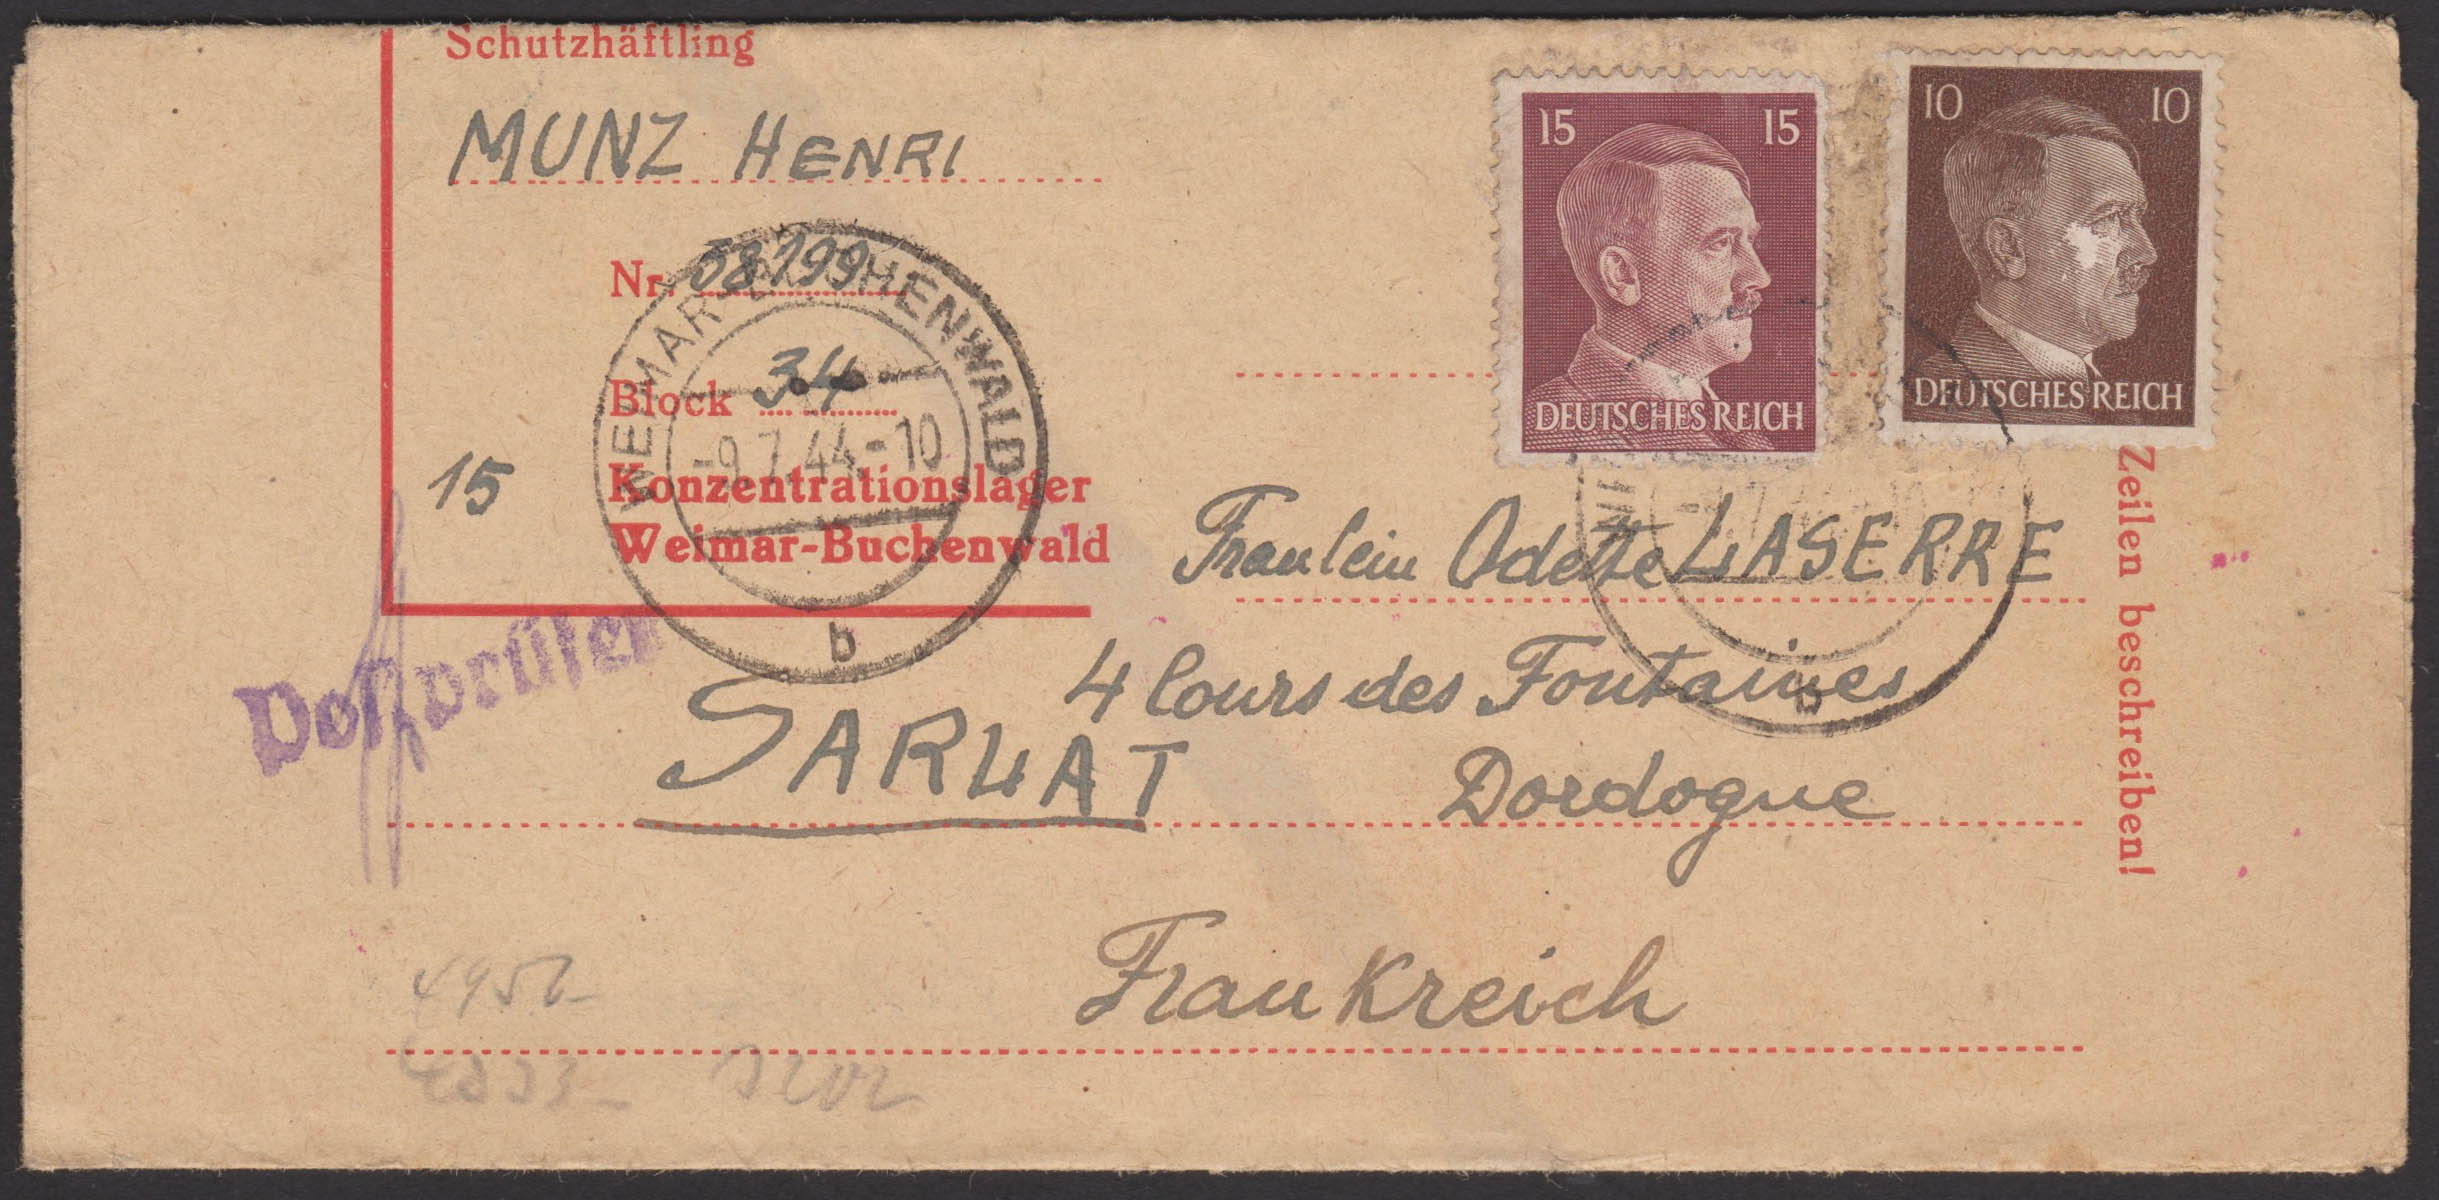 Schutzhäftling
MUNZ HENRI
Nr. 58199
Block 34
15
Konzentrationslager
Weimar-Buchenwald
WEIMAR-BUCHENWALD
-9.7.44-10
b
15 15
DEUTSCHES REICH
10 10
DEUTSCHES REICH
Zeilen beschreiben!
Fraulein Odette LASERRE
4 Cours des Fontaines
SARLAT Dordogne
Frankreich
b